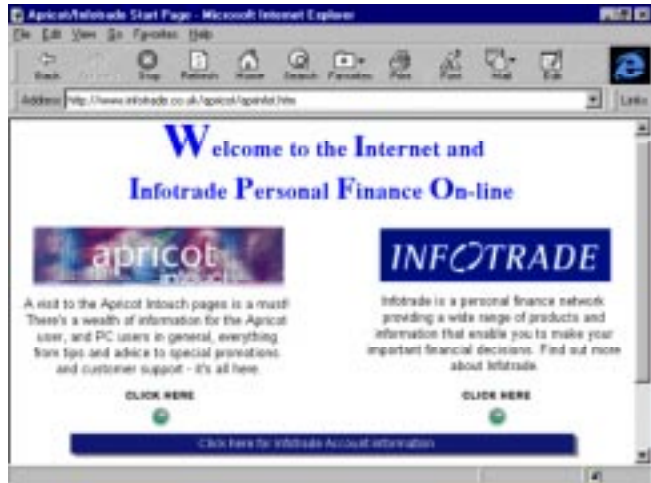 Apricot/Infotrade Start Page - Microsoft Internet Explorer
File Edit View Go Favorites Help
Back Forward Stop Refresh Home Search Favorites Print Font Mail Edit
Address http://www.infotrade.co.uk/apricot/aprinfot.htm Links
Welcome to the Internet and
Infotrade Personal Finance On-line
apricot
intouch
INFOTRADE
A visit to the Apricot Intouch pages is a must!
There's a wealth of information for the Apricot
user, and PC users in general, everything
from tips and advice to special promotions
and customer support - it's all here.
CLICK HERE
Infotrade is a personal finance network
providing a wide range of products and
information that enable you to make your
important financial decisions. Find out more
about Infotrade.
CLICK HERE
Click here for Infotrade Account information